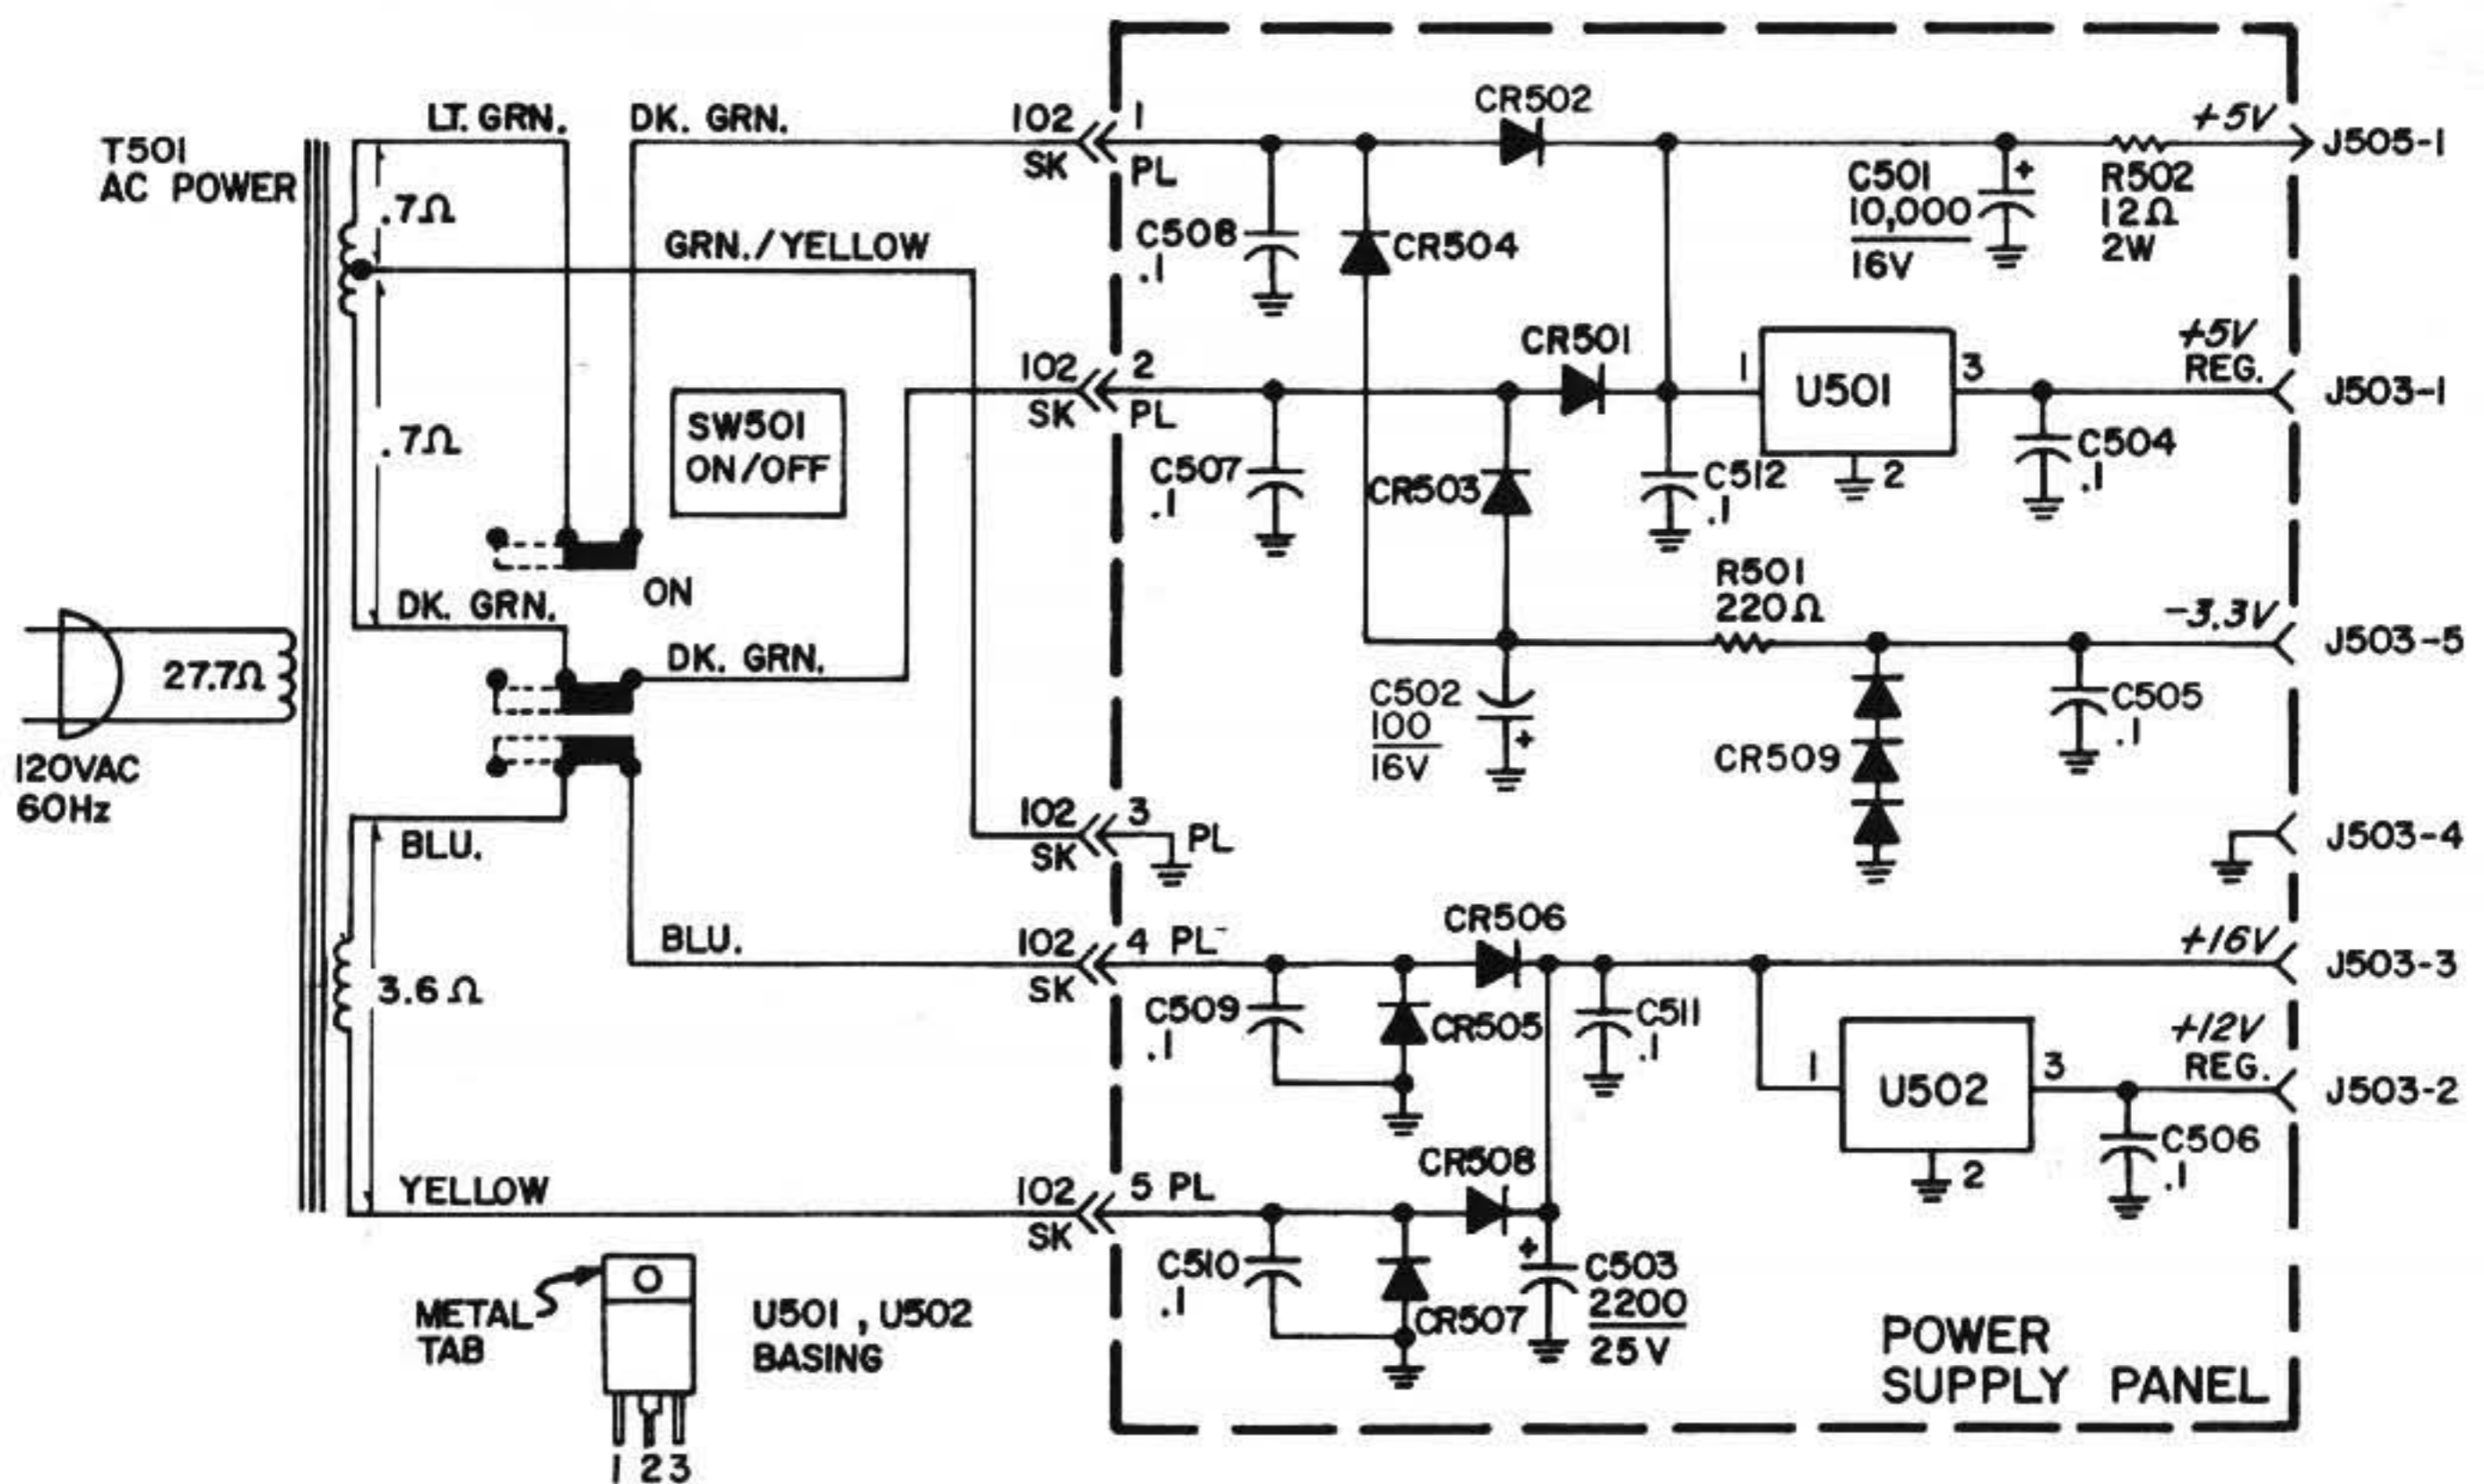 T501
AC POWER
LT. GRN.
DK. GRN.
102
SK
1
PL
CR502
+5V
J505-1
.7Ω
GRN./YELLOW
C508
.1
CR504
C501
10,000
16V
R502
12Ω
2W
.7Ω
SW501
ON/OFF
102
SK
2
PL
CR501
1
U501
3
2
+5V
REG.
J503-1
C507
.1
CR503
C512
.1
C504
.1
ON
DK. GRN.
DK. GRN.
R501
220Ω
-3.3V
J503-5
27.7Ω
120VAC
60Hz
C502
100
16V
CR509
C505
.1
BLU.
102
SK
3
PL
J503-4
BLU.
102
SK
4 PL
CR506
+16V
J503-3
3.6Ω
C509
.1
CR505
C511
.1
1
U502
3
2
+12V
REG.
J503-2
C506
.1
YELLOW
102
SK
5 PL
CR508
C510
.1
CR507
C503
2200
25V
METAL
TAB
U501, U502
BASING
1 2 3
POWER
SUPPLY PANEL